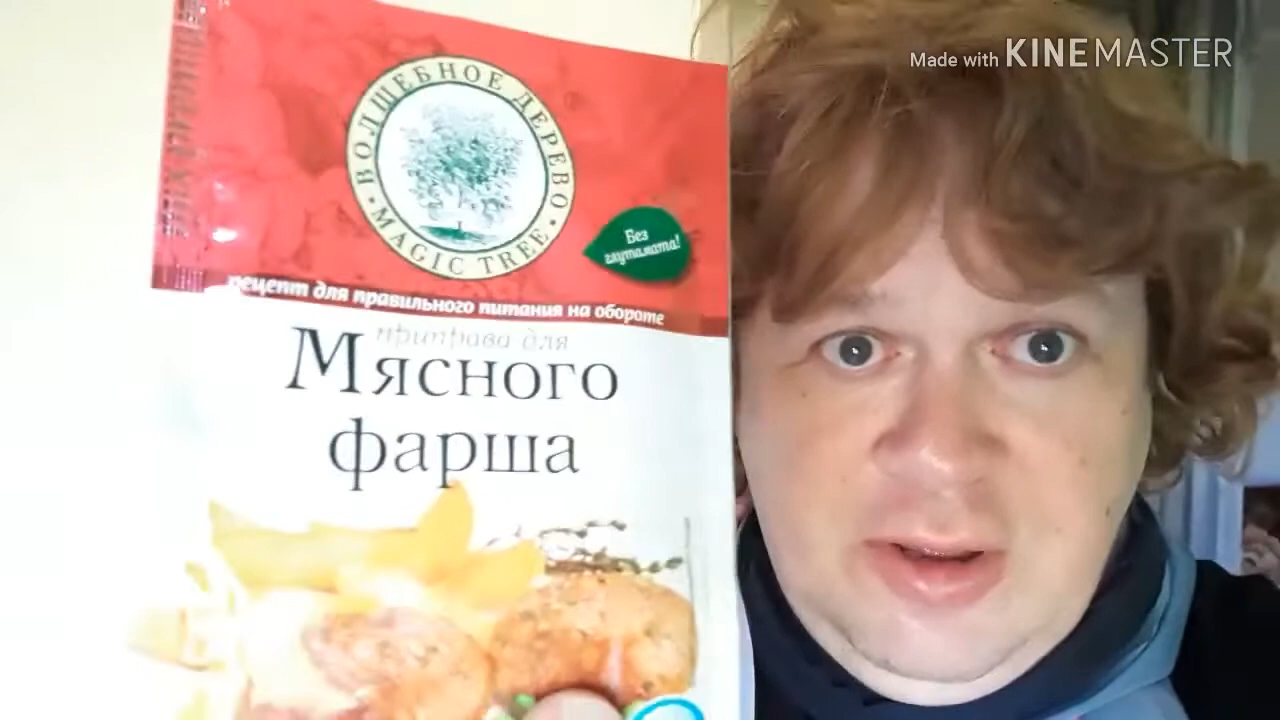 Made with KINEMASTER
ВОЛШЕБНОЕ ДЕРЕВО
MAGIC TREE
Без
глутамата!
рецепт для правильного питания на обороте
приправа для
Мясного
фарша